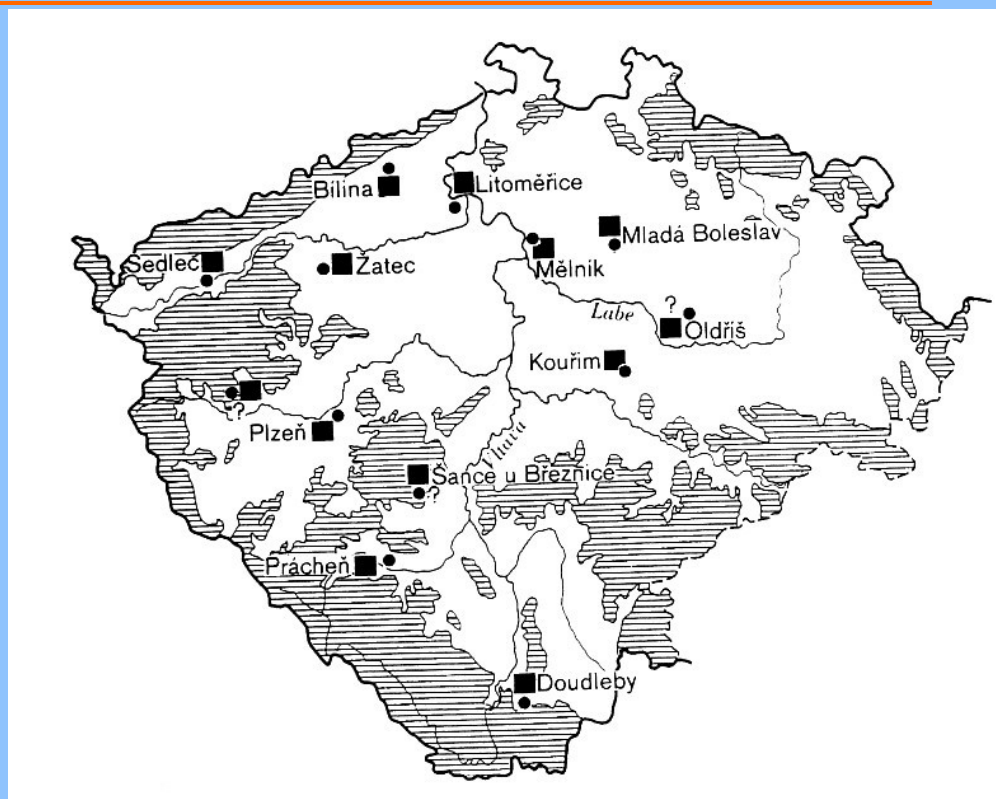 Bílina
Litoměřice
Mladá Boleslav
Sedleč
Žatec
Mělník
?
Labe
Oldřiš
Kouřim
?
Plzeň
Vltava
Šance u Březnice
?
Prácheň
Doudleby